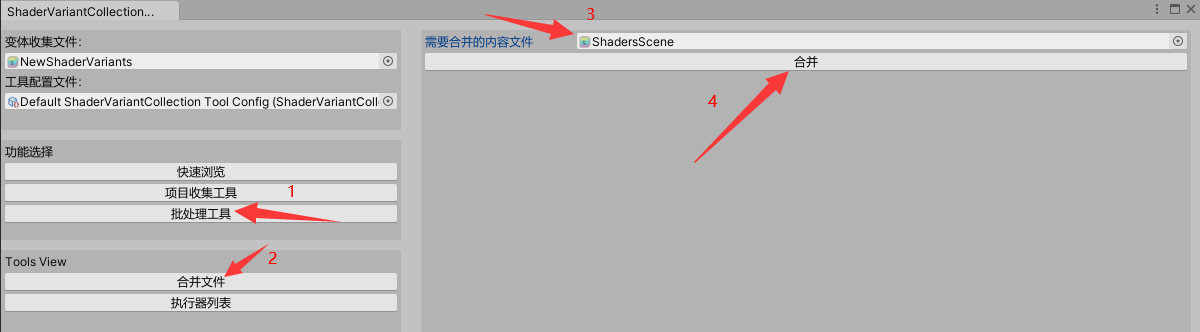 ShaderVariantCollection...
变体收集文件:
NewShaderVariants
工具配置文件:
Default ShaderVariantCollection Tool Config (ShaderVariantColl
功能选择
快速浏览
项目收集工具
1
批处理工具
2
Tools View
合并文件
执行器列表
3
需要合并的内容文件
ShadersScene
合并
4